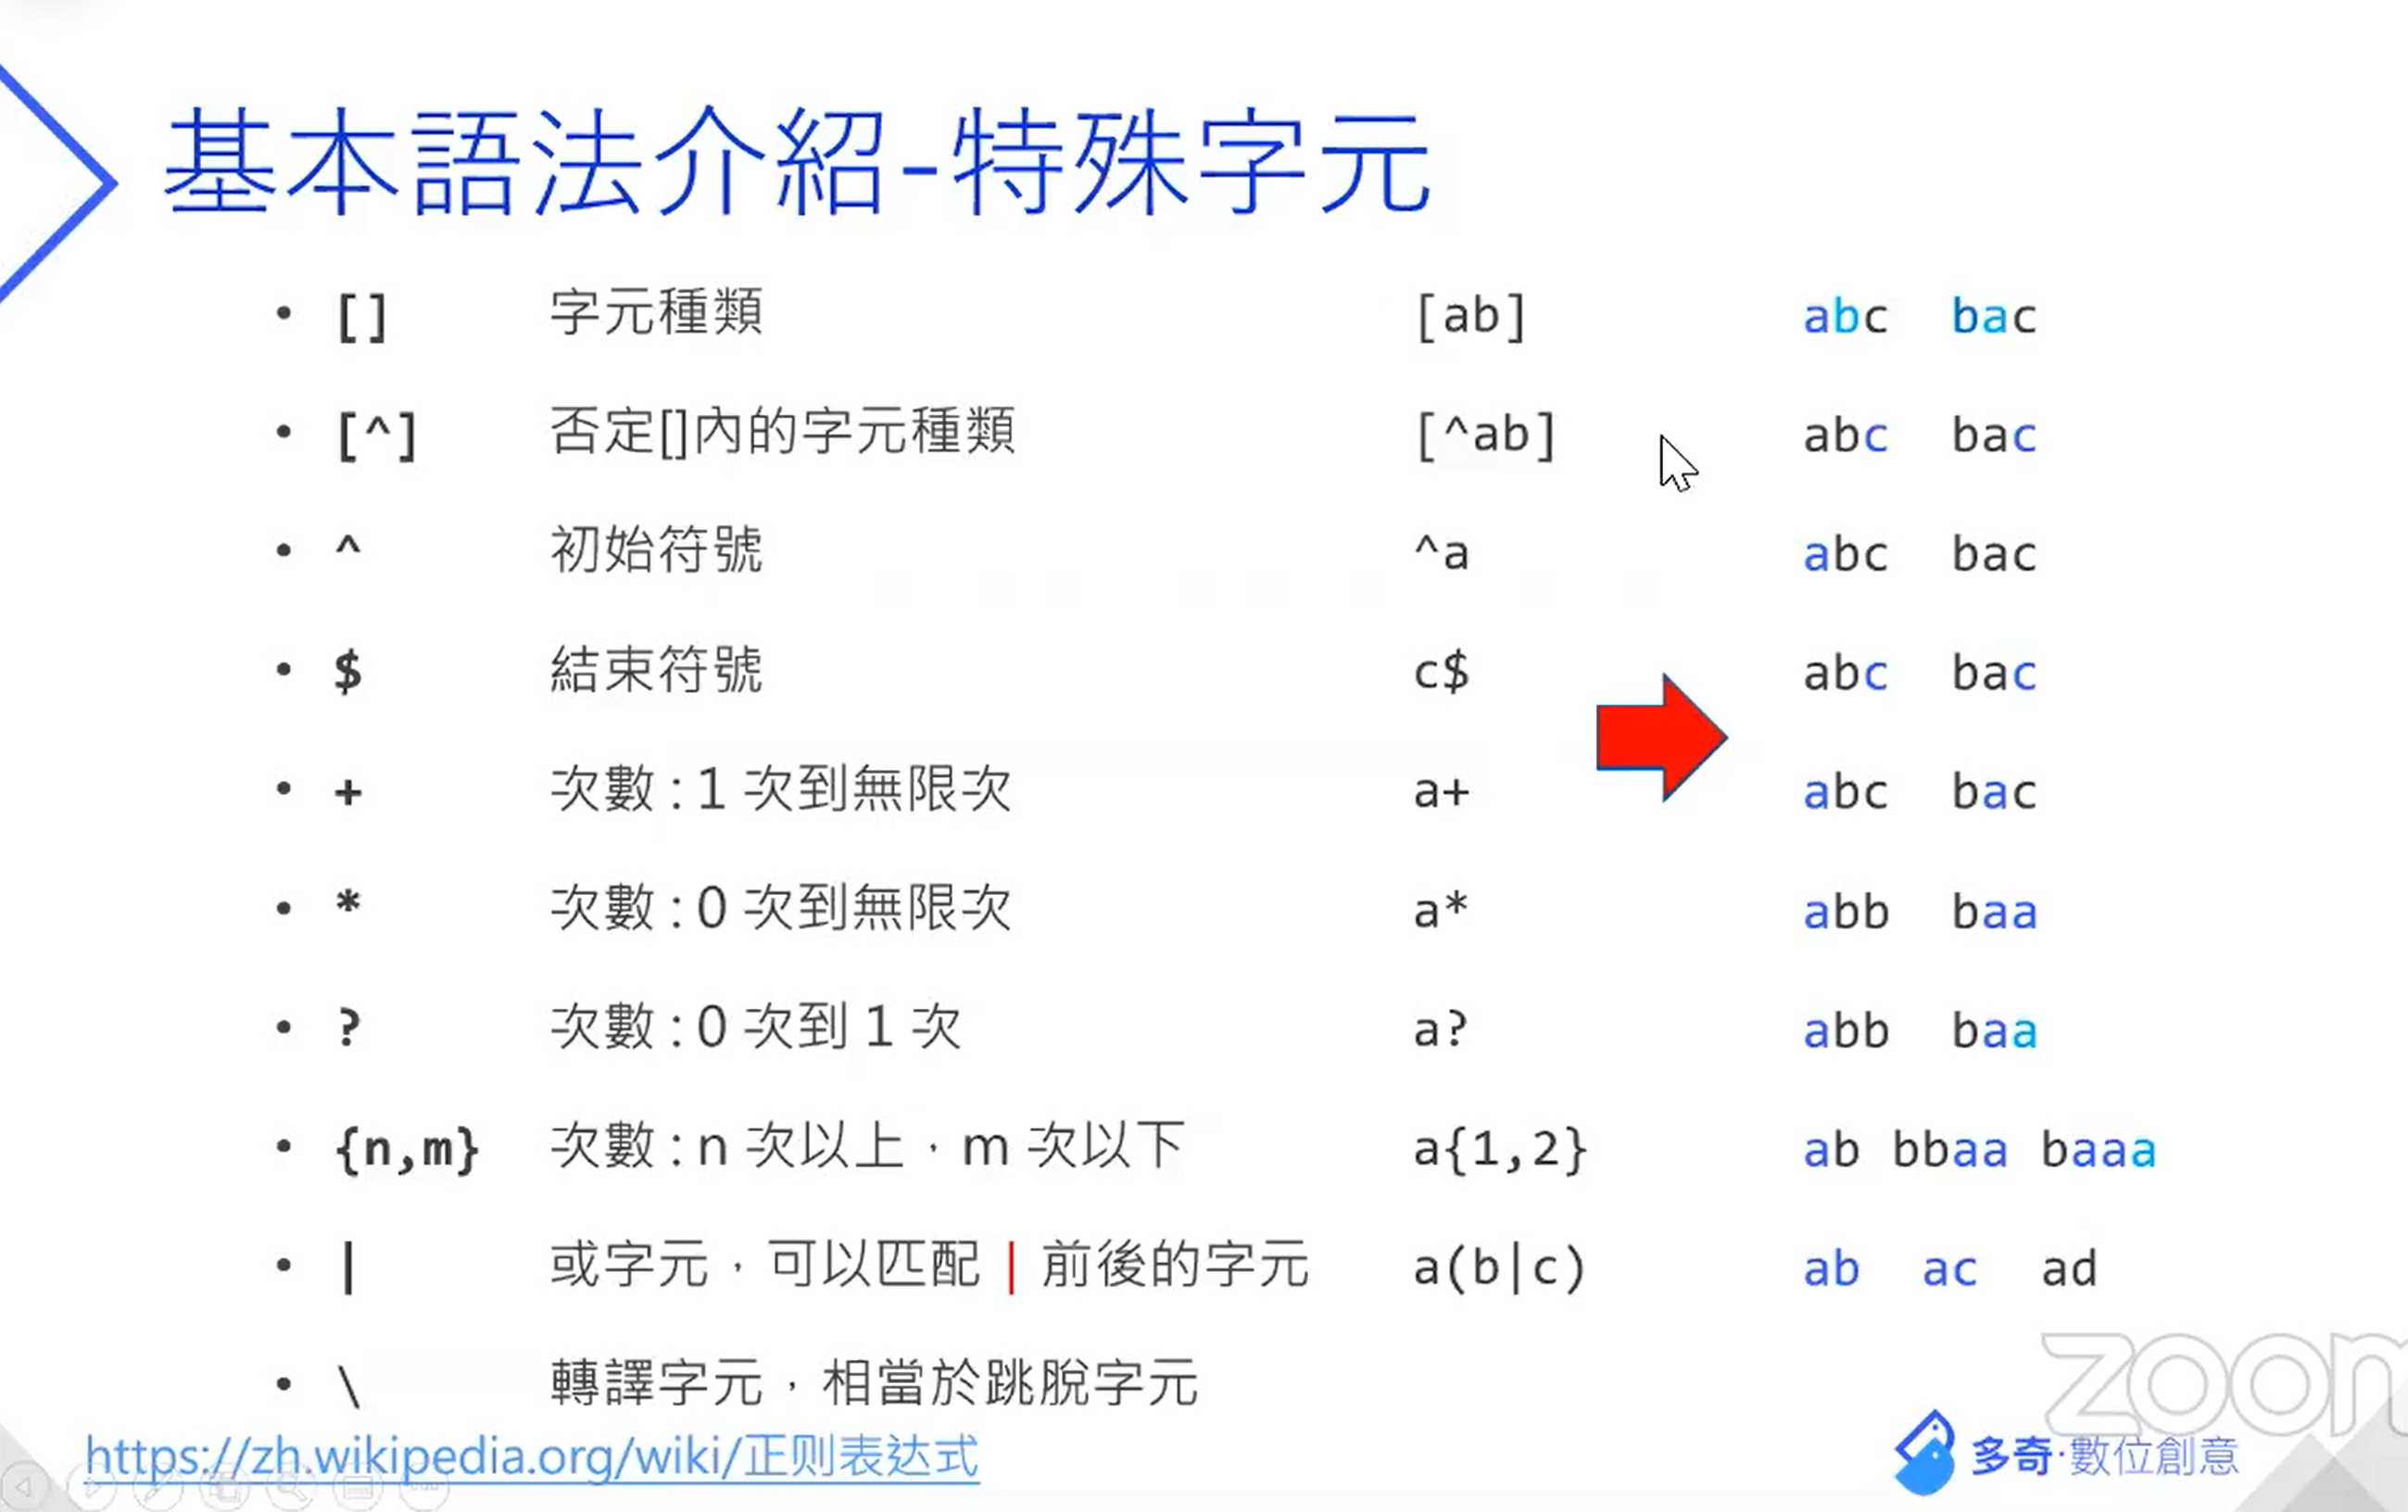 基本語法介紹-特殊字元
• [] 字元種類 [ab] abc bac
• [^] 否定[]內的字元種類 [^ab] abc bac
• ^ 初始符號 ^a abc bac
• $ 結束符號 c$ abc bac
• + 次數：1 次到無限次 a+ abc bac
• * 次數：0 次到無限次 a* abb baa
• ? 次數：0 次到 1 次 a? abb baa
• {n,m} 次數：n 次以上，m 次以下 a{1,2} ab bbaa baaa
• | 或字元，可以匹配 | 前後的字元 a(b|c) ab ac ad
• \ 轉譯字元，相當於跳脫字元
https://zh.wikipedia.org/wiki/正则表达式
多奇·數位創意
zoom